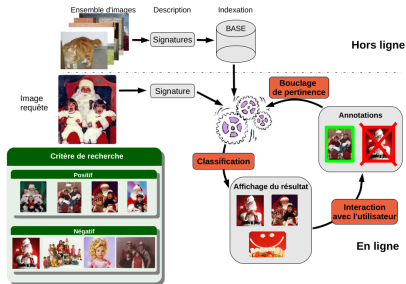 Ensemble d'images
Description
Indexation
Signatures
BASE
Hors ligne
Image
requête
Signature
Bouclage
de pertinence
Annotations
Critère de recherche
Positif
Négatif
Classification
Affichage du résultat
Interaction
avec l'utilisateur
En ligne